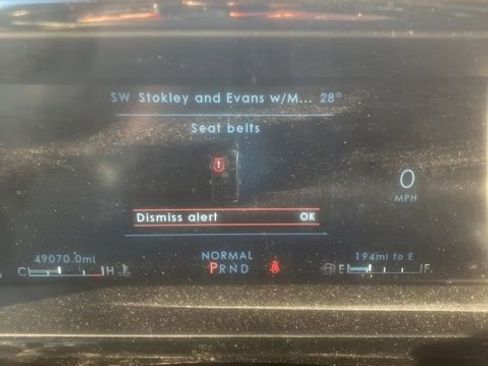 SW Stokley and Evans w/M... 28°
Seat belts
0
MPH
Dismiss alert OK
49070.0mi
NORMAL
194mi to E
C H
PRND
E F